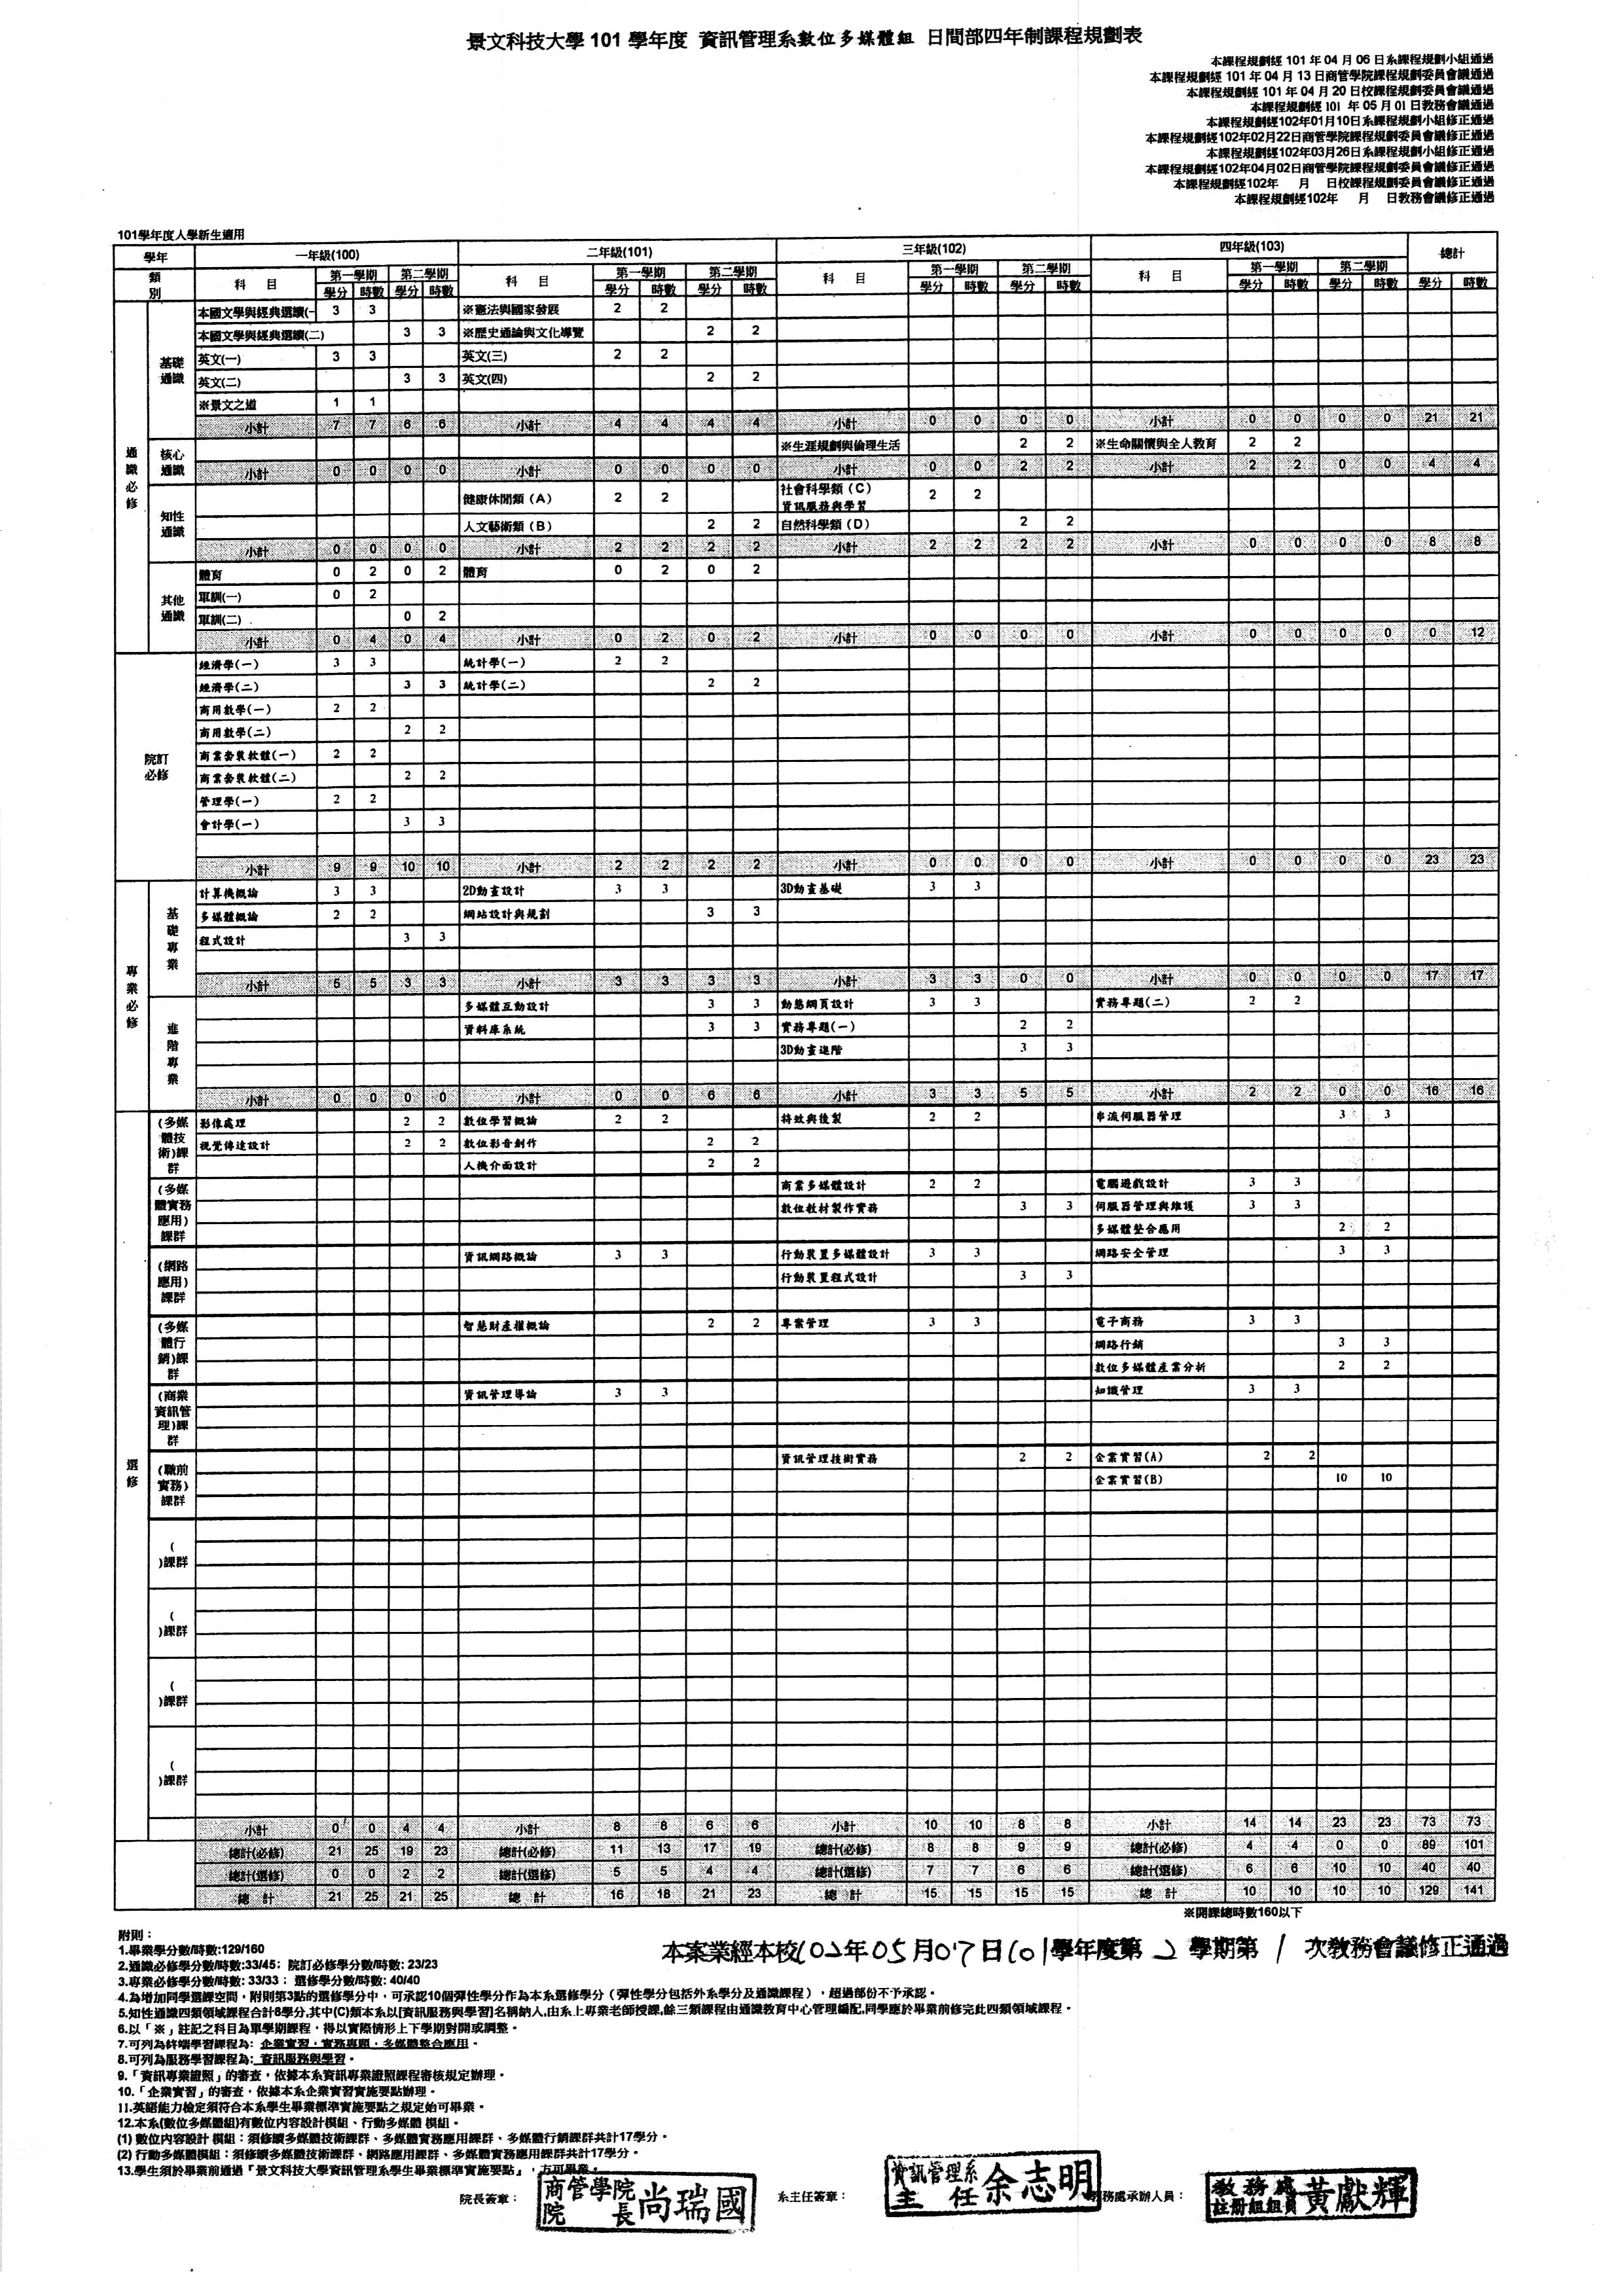 景文科技大學 101 學年度 資訊管理系數位多媒體組 日間部四年制課程規劃表
本課程規劃經 101 年 04 月 06 日系課程規劃小組通過
本課程規劃經 101 年 04 月 13 日商管學院課程規劃委員會議通過
本課程規劃經 101 年 04 月 20 日校課程規劃委員會議通過
本課程規劃經 101 年 05 月 01 日教務會議通過
本課程規劃經102年01月10日系課程規劃小組修正通過
本課程規劃經102年02月22日商管學院課程規劃委員會議修正通過
本課程規劃經102年03月26日系課程規劃小組修正通過
本課程規劃經102年04月02日商管學院課程規劃委員會議修正通過
本課程規劃經102年 月 日校課程規劃委員會議修正通過
本課程規劃經102年 月 日教務會議修正通過
101學年度入學新生適用
學年 一年級(100) 二年級(101) 三年級(102) 四年級(103) 總計
類別 科 目 第一學期 第二學期 科 目 第一學期 第二學期 科 目 第一學期 第二學期 科 目 第一學期 第二學期
學分 時數 學分 時數 學分 時數 學分 時數 學分 時數 學分 時數 學分 時數 學分 時數 學分 時數
通識必修
基礎通識
本國文學與經典選讀(一 3 3 ※憲法與國家發展 2 2
本國文學與經典選讀(二) 3 3 ※歷史通論與文化導覽 2 2
英文(一) 3 3 英文(三) 2 2
英文(二) 3 3 英文(四) 2 2
※景文之道 1 1
小計 7 7 6 6 小計 4 4 4 4 小計 0 0 0 0 小計 0 0 0 0 21 21
核心通識
※生涯規劃與倫理生活 2 2 ※生命關懷與全人教育 2 2
小計 0 0 0 0 小計 0 0 0 0 小計 0 0 2 2 小計 2 2 0 0 4 4
知性通識
健康休閒類（A） 2 2 社會科學類（C）資訊服務與學習 2 2
人文藝術類（B） 2 2 自然科學類（D） 2 2
小計 0 0 0 0 小計 2 2 2 2 小計 2 2 2 2 小計 0 0 0 0 8 8
其他通識
體育 0 2 0 2 體育 0 2 0 2
軍訓(一) 0 2
軍訓(二) 0 2
小計 0 4 0 4 小計 0 2 0 2 小計 0 0 0 0 小計 0 0 0 0 0 12
院訂必修
經濟學(一) 3 3 統計學(一) 2 2
經濟學(二) 3 3 統計學(二) 2 2
商用數學(一) 2 2
商用數學(二) 2 2
商業套裝軟體(一) 2 2
商業套裝軟體(二) 2 2
管理學(一) 2 2
會計學(一) 3 3
小計 9 9 10 10 小計 2 2 2 2 小計 0 0 0 0 小計 0 0 0 0 23 23
專業必修
基礎專業
計算機概論 3 3 2D動畫設計 3 3 3D動畫基礎 3 3
多媒體概論 2 2 網站設計與規劃 3 3
程式設計 3 3
小計 5 5 3 3 小計 3 3 3 3 小計 3 3 0 0 小計 0 0 0 0 17 17
進階專業
多媒體互動設計 3 3 動態網頁設計 3 3 實務專題(二) 2 2
資料庫系統 3 3 實務專題(一) 2 2
3D動畫進階 3 3
小計 0 0 0 0 小計 0 0 6 6 小計 3 3 5 5 小計 2 2 0 0 16 16
選修
(多媒體技術)課群
影像處理 2 2 數位學習概論 2 2 特效與後製 2 2 串流伺服器管理 3 3
視覺傳達設計 2 2 數位影音創作 2 2
人機介面設計 2 2
(多媒體實務應用)課群
商業多媒體設計 2 2 電腦遊戲設計 3 3
數位教材製作實務 3 3 伺服器管理與維護 3 3
多媒體整合應用 2 2
(網路應用)課群
資訊網路概論 3 3 行動裝置多媒體設計 3 3 網路安全管理 3 3
行動裝置程式設計 3 3
(多媒體行銷)課群
智慧財產權概論 2 2 專案管理 3 3 電子商務 3 3
網路行銷 3 3
數位多媒體產業分析 2 2
(商業資訊管理)課群
資訊管理導論 3 3 知識管理 3 3
(職前實務)課群
資訊管理技術實務 2 2 企業實習(A) 2 2
企業實習(B) 10 10
( )課群
( )課群
( )課群
( )課群
小計 0 0 4 4 小計 8 8 6 6 小計 10 10 8 8 小計 14 14 23 23 73 73
總計(必修) 21 25 19 23 總計(必修) 11 13 17 19 總計(必修) 8 8 9 9 總計(必修) 4 4 0 0 89 101
總計(選修) 0 0 2 2 總計(選修) 5 5 4 4 總計(選修) 7 7 6 6 總計(選修) 6 6 10 10 40 40
總 計 21 25 21 25 總 計 16 18 21 23 總 計 15 15 15 15 總 計 10 10 10 10 129 141
※開課總時數160以下
附則：
本案業經本校102年05月07日101學年度第2學期第1次教務會議修正通過
1.畢業學分數/時數:129/160
2.通識必修學分數/時數:33/45; 院訂必修學分數/時數: 23/23
3.專業必修學分數/時數: 33/33； 選修學分數/時數: 40/40
4.為增加同學選課空間，附則第3點的選修學分中，可承認10個彈性學分作為本系選修學分（彈性學分包括外系學分及通識課程），超過部份不予承認。
5.知性通識四類領域課程合計8學分,其中(C)類本系以[資訊服務與學習]名稱納入,由系上專業老師授課,餘三類課程由通識教育中心管理編配,同學應於畢業前修完此四類領域課程。
6.以「※」註記之科目為單學期課程，得以實際情形上下學期對開或調整。
7.可列為終端學習課程為: 企業實習，實務專題，多媒體整合應用。
8.可列為服務學習課程為: 資訊服務與學習。
9.「資訊專業證照」的審查，依據本系資訊專業證照課程審核規定辦理。
10.「企業實習」的審查，依據本系企業實習實施要點辦理。
11.英語能力檢定須符合本系學生畢業標準實施要點之規定始可畢業。
12.本系(數位多媒體組)有數位內容設計模組、行動多媒體 模組。
(1) 數位內容設計 模組：須修讀多媒體技術課群、多媒體實務應用課群、多媒體行銷課群共計17學分。
(2) 行動多媒體模組：須修讀多媒體技術課群、網路應用課群、多媒體實務應用課群共計17學分。
13.學生須於畢業前通過「景文科技大學資訊管理系學生畢業標準實施要點」，方可畢業。
院長簽章： 商管學院院長 尚瑞國 系主任簽章： 資訊管理系主任 余志明 教務處承辦人員： 教務處註冊組組員 黃獻輝